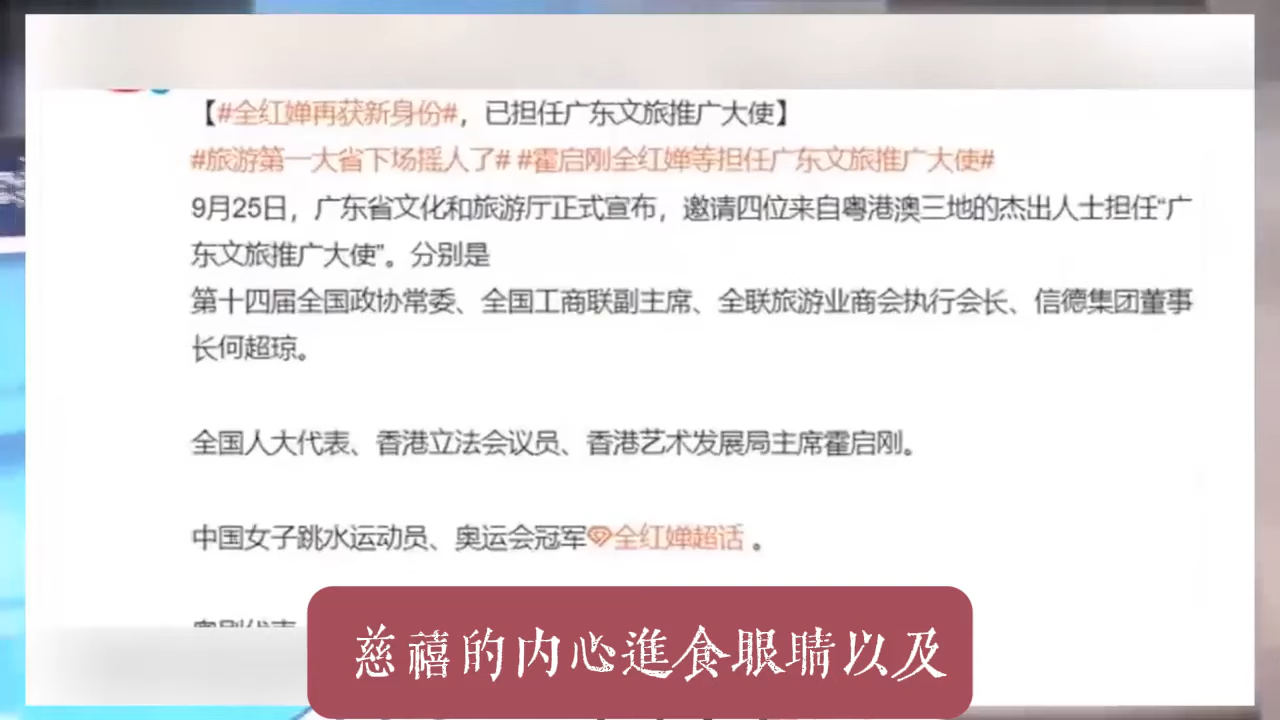 【#全红婵再获新身份#，已担任广东文旅推广大使】
#旅游第一大省下场摇人了# #霍启刚全红婵等担任广东文旅推广大使#
9月25日，广东省文化和旅游厅正式宣布，邀请四位来自粤港澳三地的杰出人士担任“广
东文旅推广大使”。分别是
第十四届全国政协常委、全国工商联副主席、全联旅游业商会执行会长、信德集团董事
长何超琼。
全国人大代表、香港立法会议员、香港艺术发展局主席霍启刚。
中国女子跳水运动员、奥运会冠军全红婵超话 。
慈禧的内心進食眼睛以及